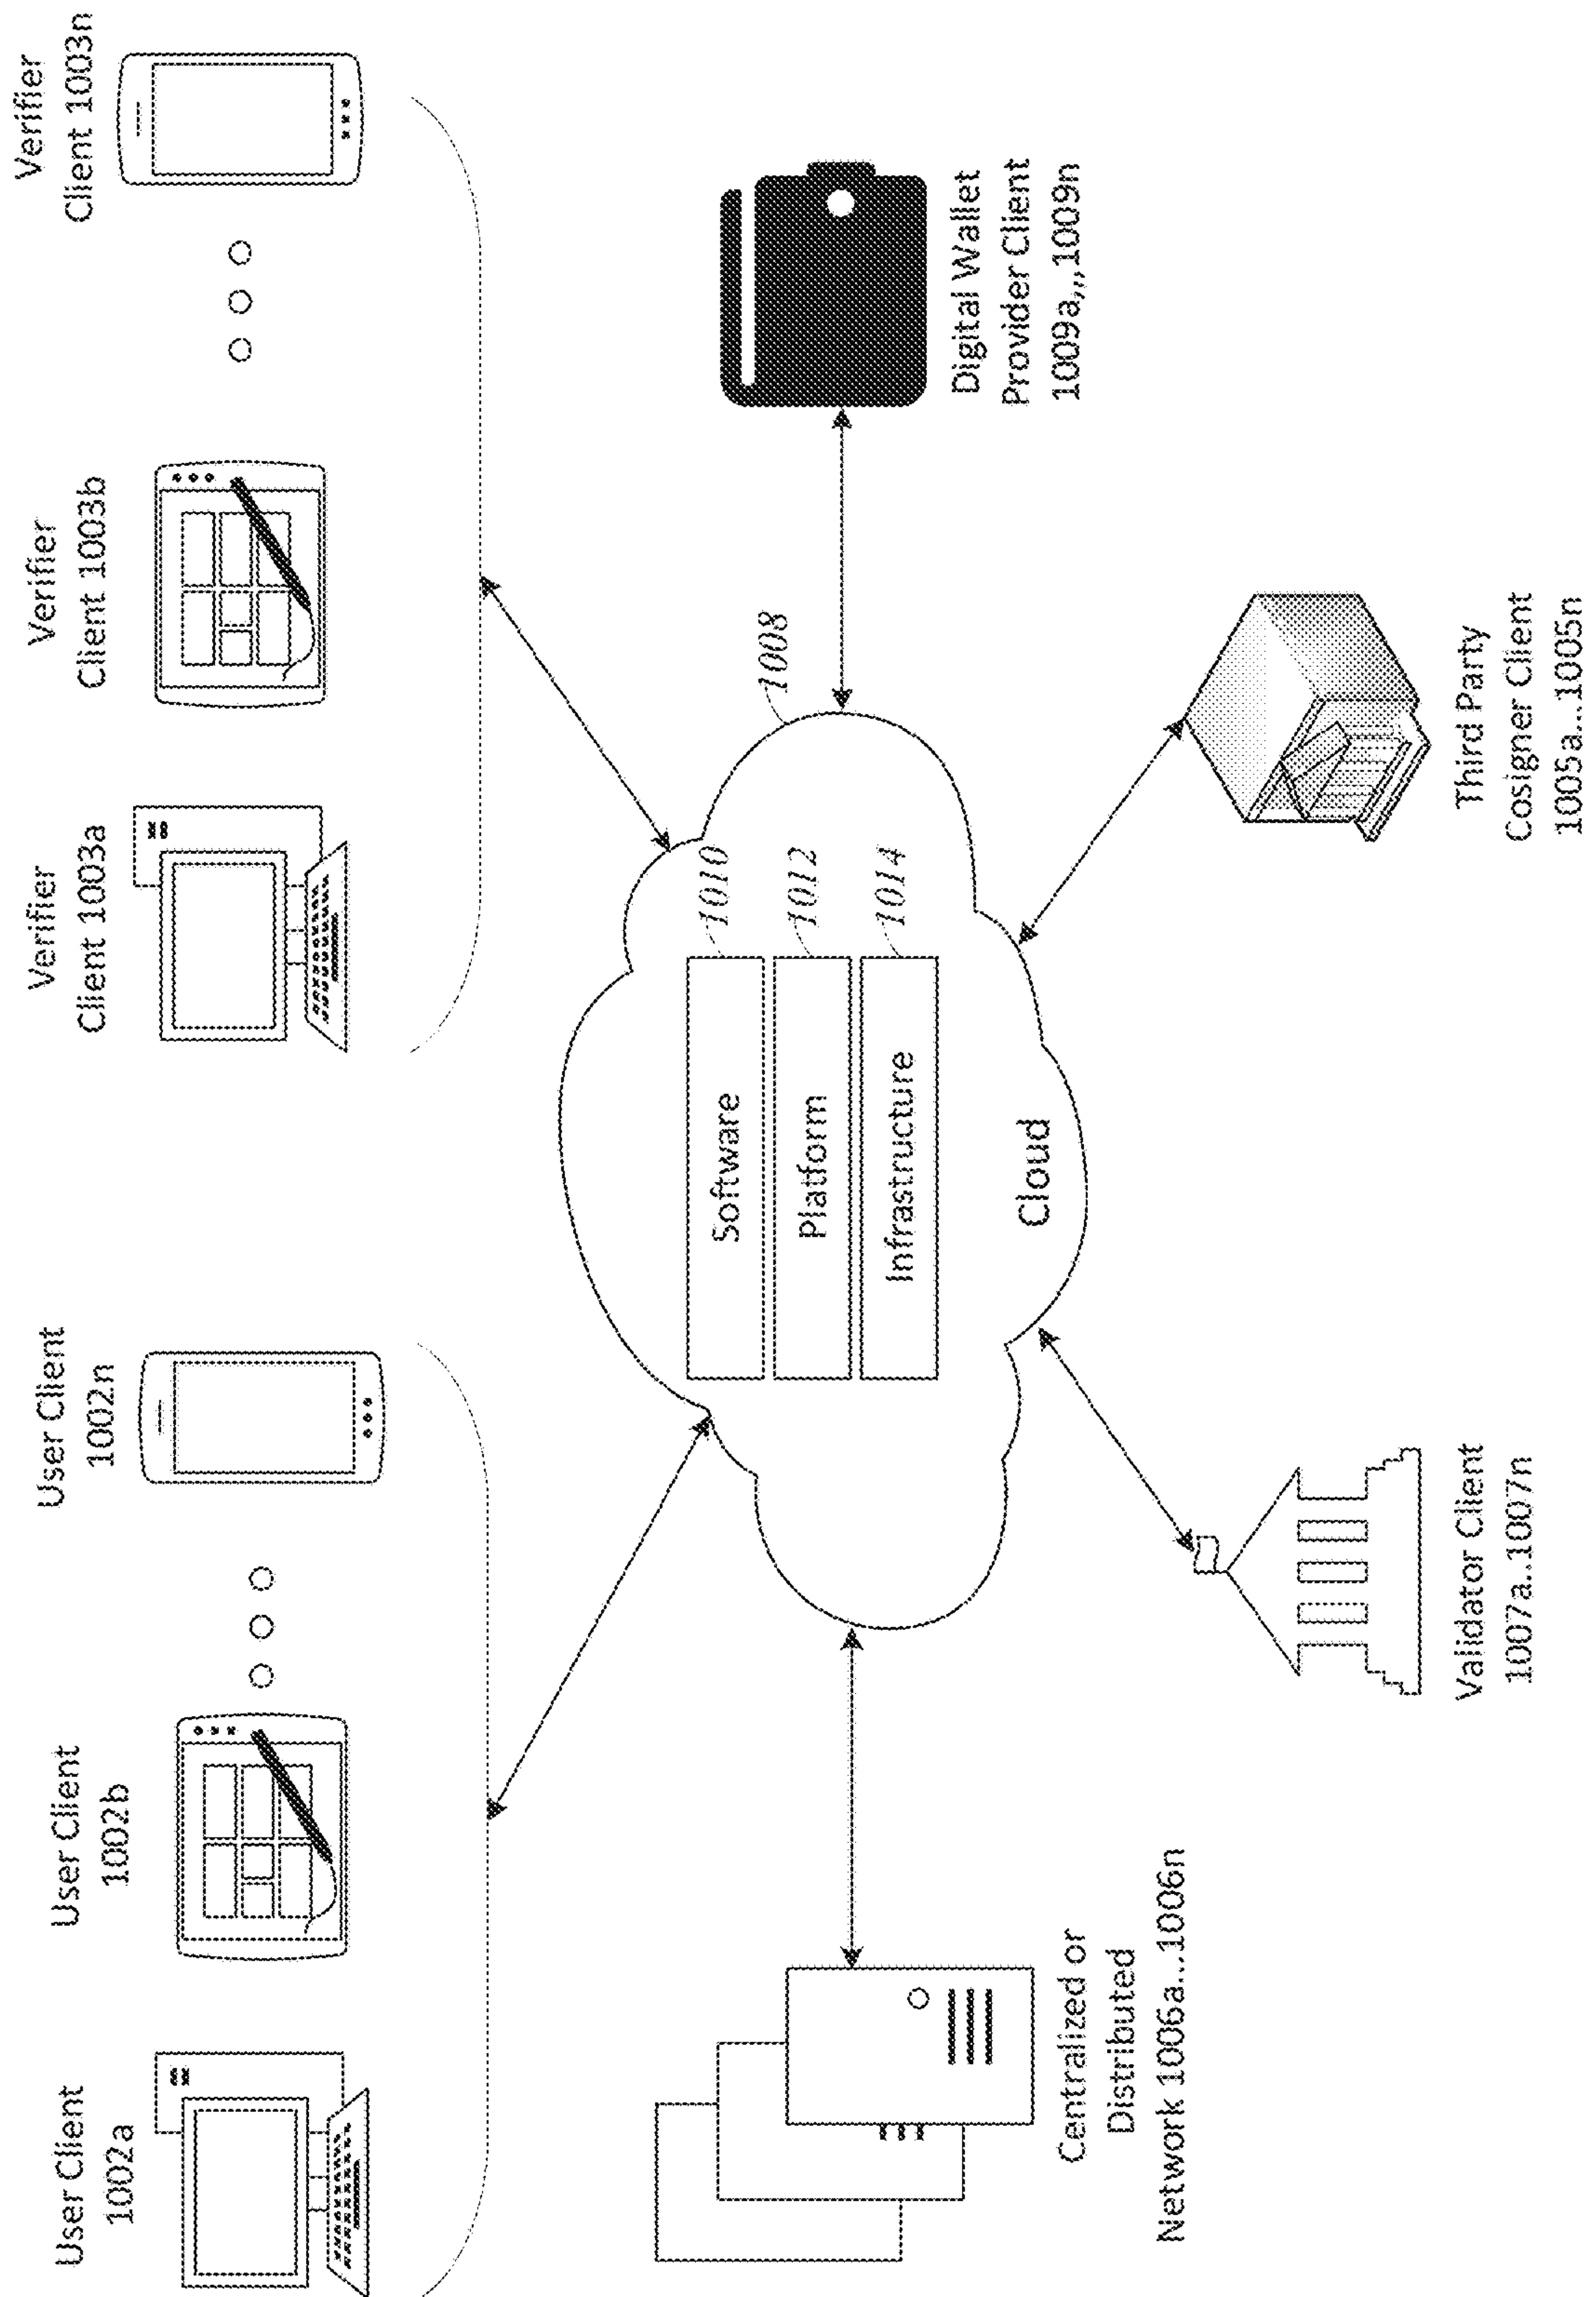 User Client
1002a
User Client
1002b
User Client
1002n
Verifier
Client 1003a
Verifier
Client 1003b
Verifier
Client 1003n
1008
Software
1010
Platform
1012
Infrastructure
1014
Cloud
Centralized or
Distributed
Network 1006a...1006n
Validator Client
1007a..1007n
Third Party
Cosigner Client
1005a...1005n
Digital Wallet
Provider Client
1009a,,,1009n